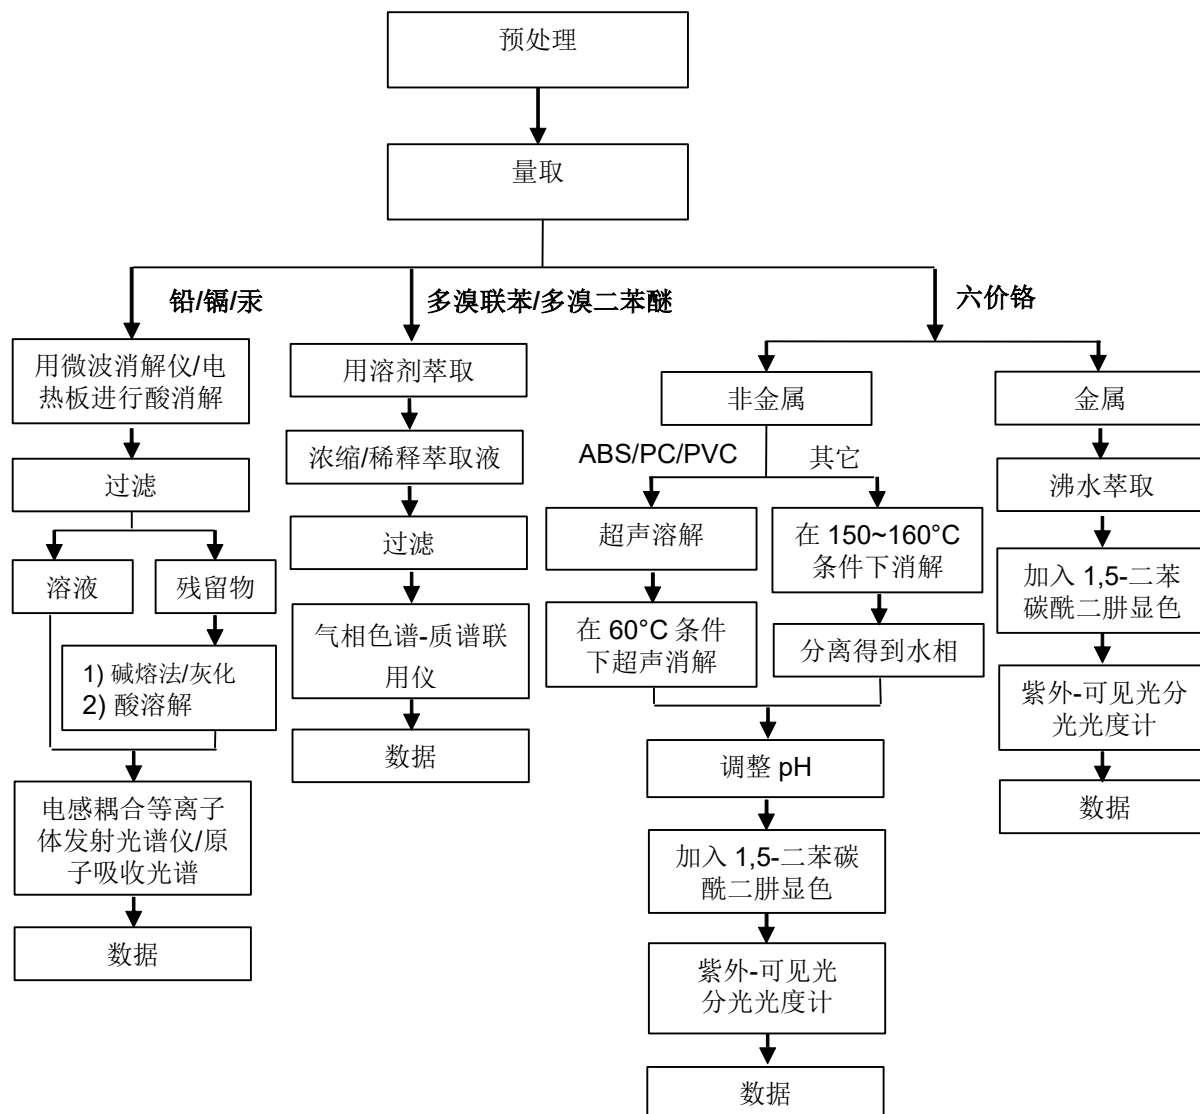 预处理
量取
铅/镉/汞
多溴联苯/多溴二苯醚
六价铬
用微波消解仪/电
热板进行酸消解
过滤
溶液
残留物
1) 碱熔法/灰化
2) 酸溶解
电感耦合等离子
体发射光谱仪/原
子吸收光谱
数据
用溶剂萃取
浓缩/稀释萃取液
过滤
气相色谱-质谱联
用仪
数据
非金属
ABS/PC/PVC
其它
超声溶解
在 60°C 条件
下超声消解
在 150~160°C
条件下消解
分离得到水相
调整 pH
加入 1,5-二苯碳
酰二肼显色
紫外-可见光
分光光度计
数据
金属
沸水萃取
加入 1,5-二苯
碳酰二肼显色
紫外-可见光分
光光度计
数据